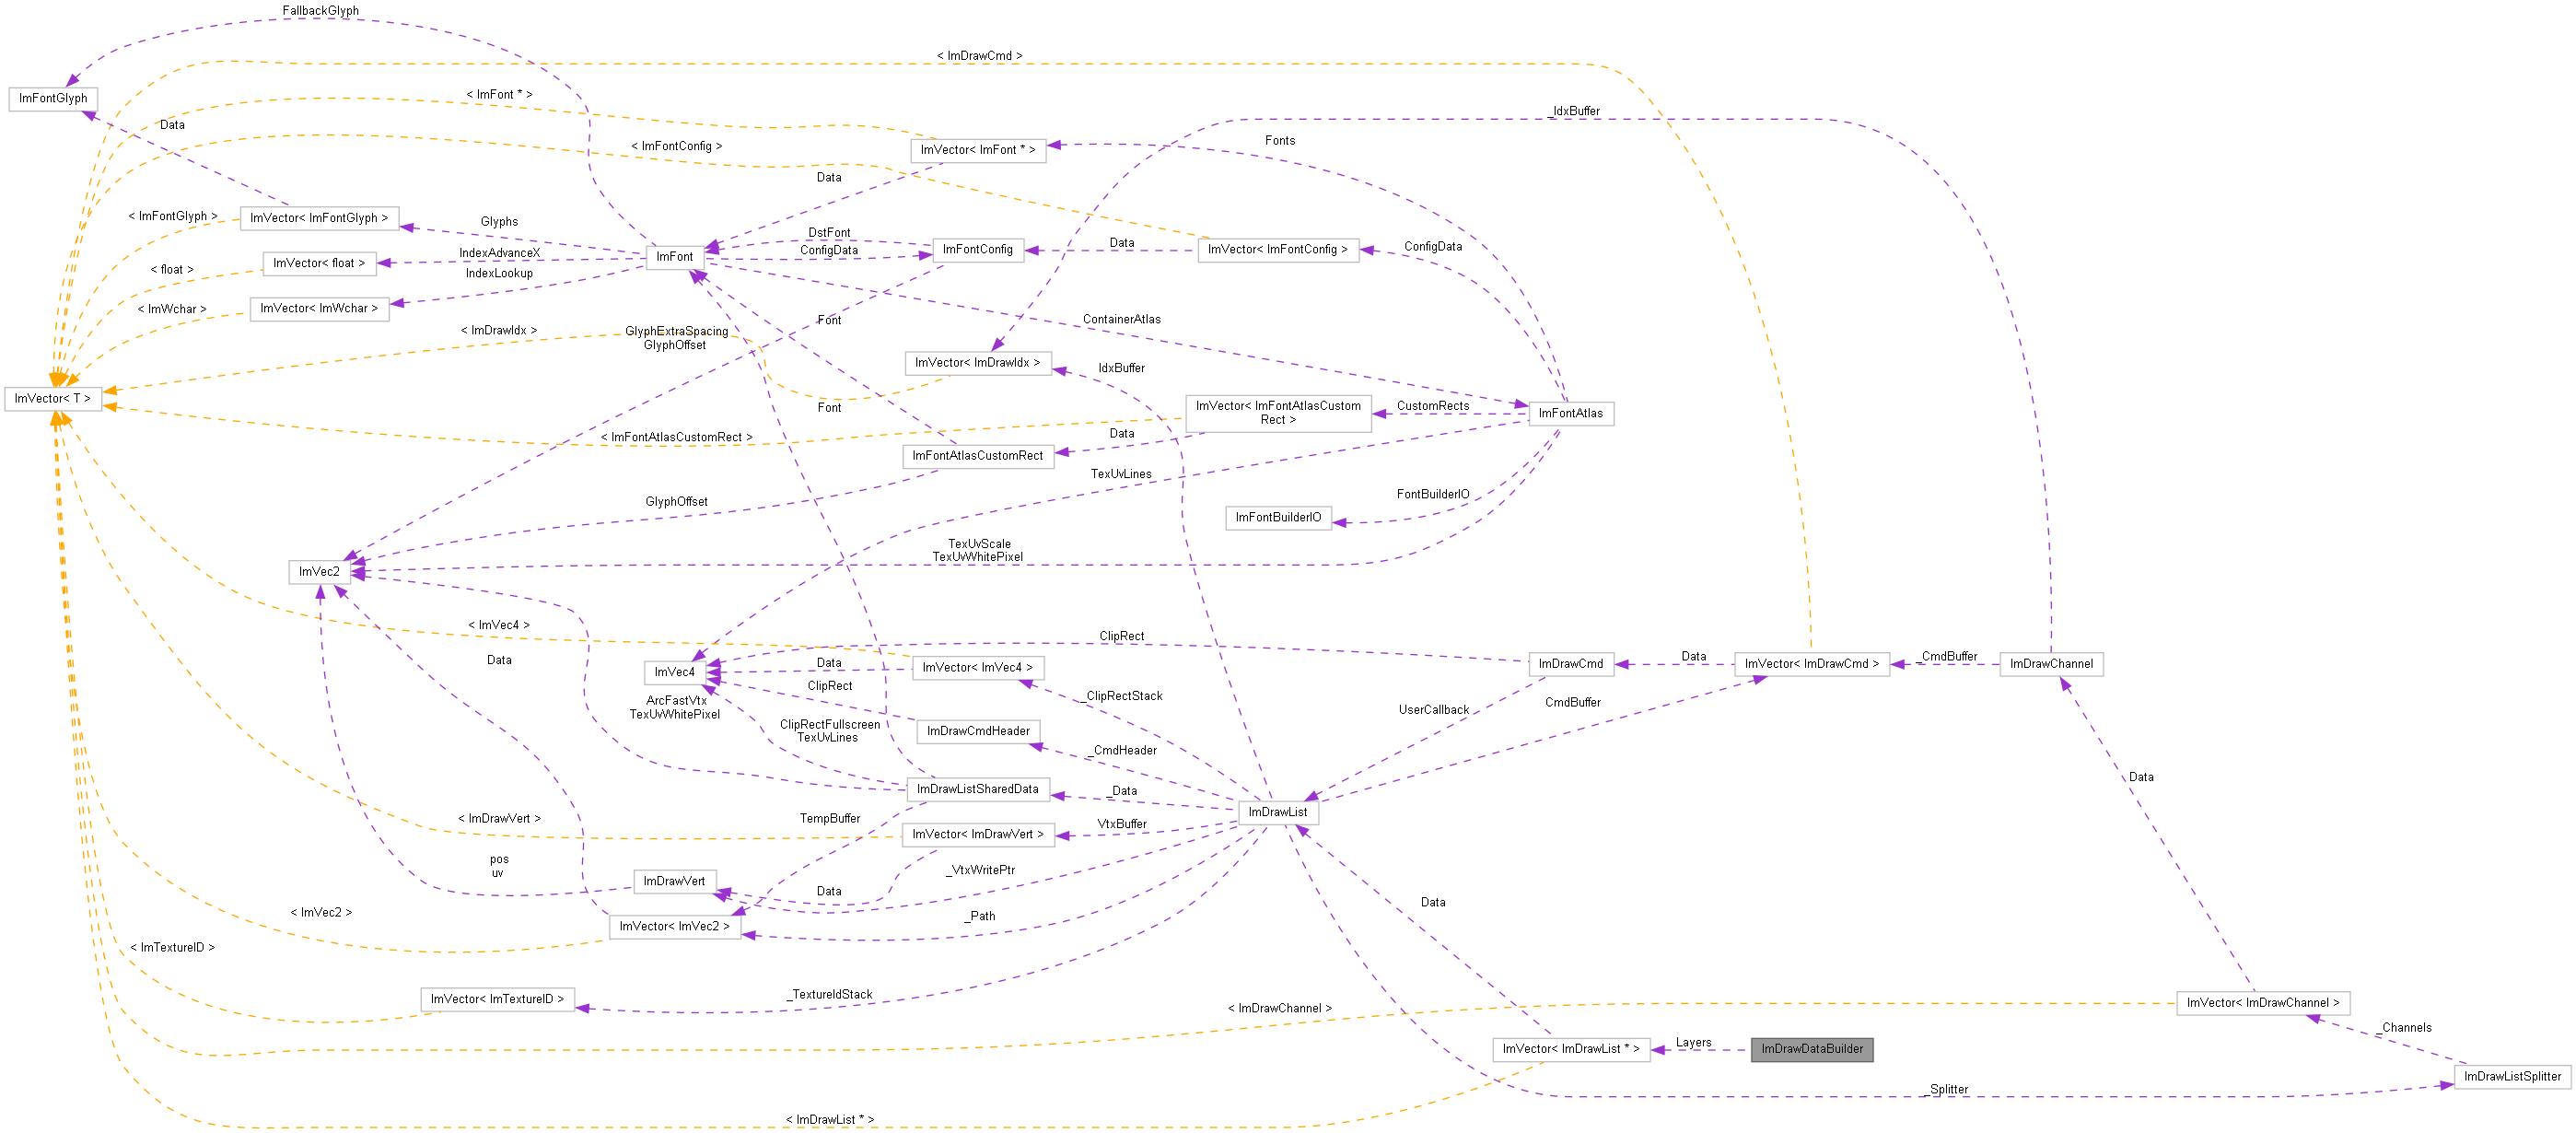 FallbackGlyph
< ImDrawCmd >
ImFontGlyph
< ImFont * >
_IdxBuffer
Data
Fonts
< ImFontConfig >
ImVector< ImFont * >
Data
< ImFontGlyph >
ImVector< ImFontGlyph >
Glyphs
DstFont
ImFontConfig
Data
ImVector< ImFontConfig >
ConfigData
IndexAdvanceX
ImFont
ConfigData
< float >
ImVector< float >
IndexLookup
< ImWchar >
ImVector< ImWchar >
ContainerAtlas
Font
< ImDrawIdx >
GlyphExtraSpacing
GlyphOffset
ImVector< ImDrawIdx >
IdxBuffer
ImVector< T >
Font
ImVector< ImFontAtlasCustom
Rect >
CustomRects
ImFontAtlas
< ImFontAtlasCustomRect >
Data
ImFontAtlasCustomRect
TexUvLines
GlyphOffset
FontBuilderIO
ImFontBuilderIO
TexUvScale
TexUvWhitePixel
ImVec2
< ImVec4 >
ClipRect
Data
ImVec4
Data
ImVector< ImVec4 >
ImDrawCmd
Data
ImVector< ImDrawCmd >
_CmdBuffer
ImDrawChannel
ClipRect
_ClipRectStack
ArcFastVtx
TexUvWhitePixel
ClipRectFullscreen
TexUvLines
ImDrawCmdHeader
UserCallback
CmdBuffer
_CmdHeader
Data
ImDrawListSharedData
_Data
ImDrawList
< ImDrawVert >
TempBuffer
ImVector< ImDrawVert >
VtxBuffer
pos
uv
ImDrawVert
Data
_VtxWritePtr
Data
< ImVec2 >
ImVector< ImVec2 >
_Path
< ImTextureID >
ImVector< ImTextureID >
_TextureIdStack
< ImDrawChannel >
ImVector< ImDrawChannel >
_Channels
ImVector< ImDrawList * >
Layers
ImDrawDataBuilder
ImDrawListSplitter
_Splitter
< ImDrawList * >